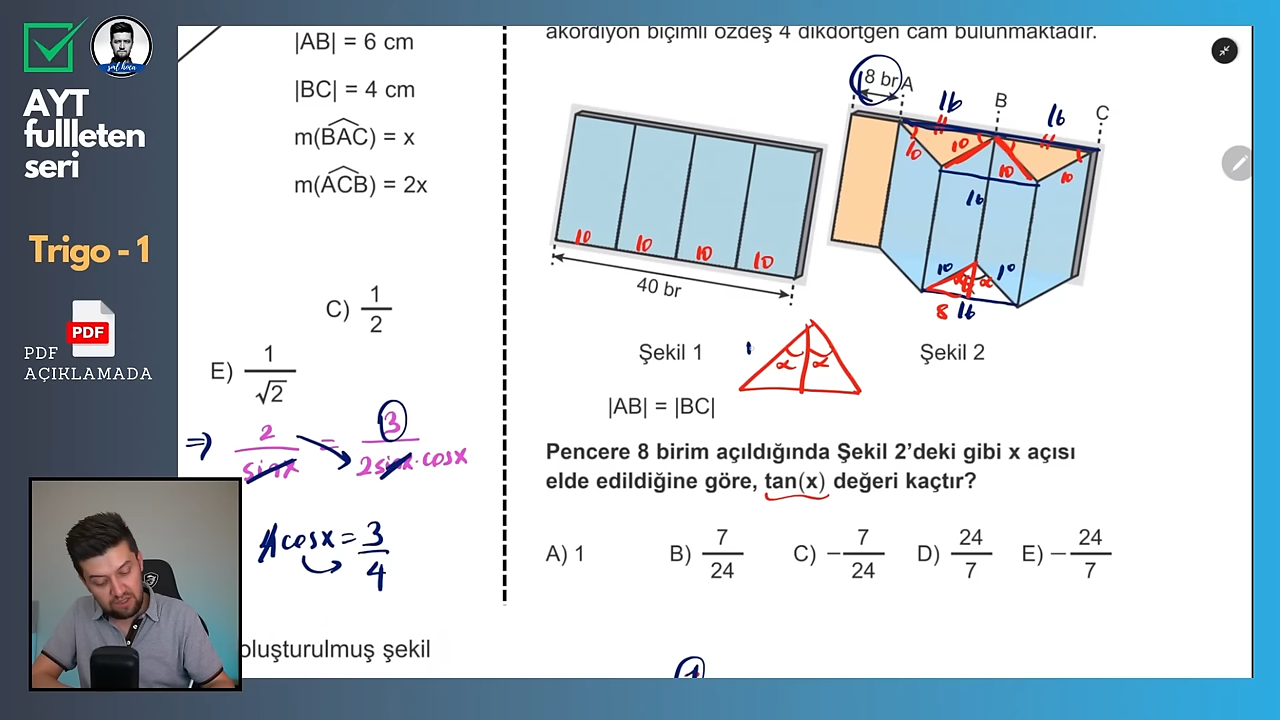 sml hoca
AYT
fullleten
seri
Trigo - 1
PDF
PDF
AÇIKLAMADA
|AB| = 6 cm
|BC| = 4 cm
m(BAC) = x
m(ACB) = 2x
C) 1/2
E) 1/√2
⇒ 2/sinx = 3/2sinx.cosx
cosx = 3/4
oluşturulmuş şekil
akordiyon biçimli özdeş 4 dikdörtgen cam bulunmaktadır.
10 10 10 10
40 br
Şekil 1
8 br A B C
16 16
10 10 10 10
16
10 10
α
8 16
Şekil 2
α α
|AB| = |BC|
Pencere 8 birim açıldığında Şekil 2’deki gibi x açısı
elde edildiğine göre, tan(x) değeri kaçtır?
A) 1 B) 7/24 C) −7/24 D) 24/7 E) −24/7